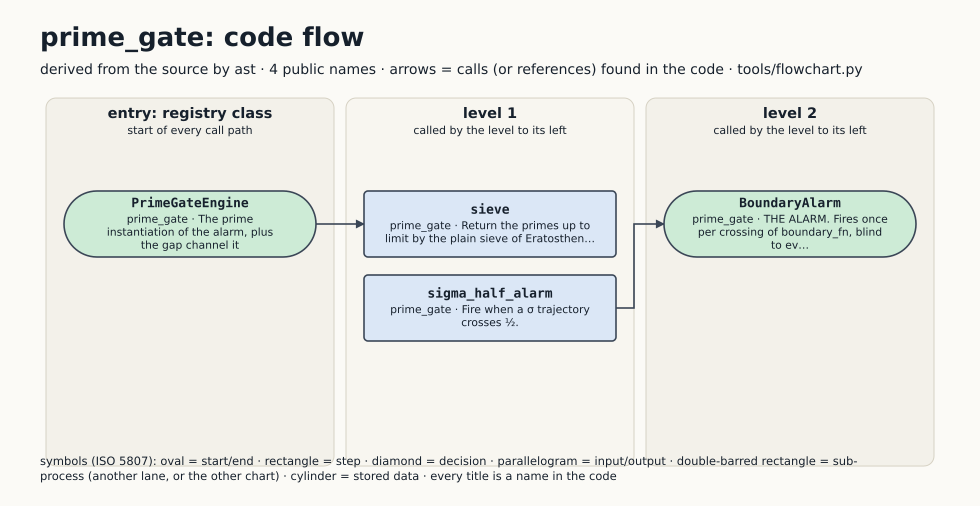 prime_gate: code flow
derived from the source by ast · 4 public names · arrows = calls (or references) found in the code · tools/flowchart.py
entry: registry class
start of every call path
level 1
called by the level to its left
level 2
called by the level to its left
PrimeGateEngine
prime_gate · The prime
instantiation of the alarm, plus
the gap channel it
sieve
prime_gate · Return the primes up to
limit by the plain sieve of Eratosthen…
BoundaryAlarm
prime_gate · THE ALARM. Fires once
per crossing of boundary_fn, blind
to ev…
sigma_half_alarm
prime_gate · Fire when a σ trajectory
crosses ½.
symbols (ISO 5807): oval = start/end · rectangle = step · diamond = decision · parallelogram = input/output · double-barred rectangle = sub-
process (another lane, or the other chart) · cylinder = stored data · every title is a name in the code